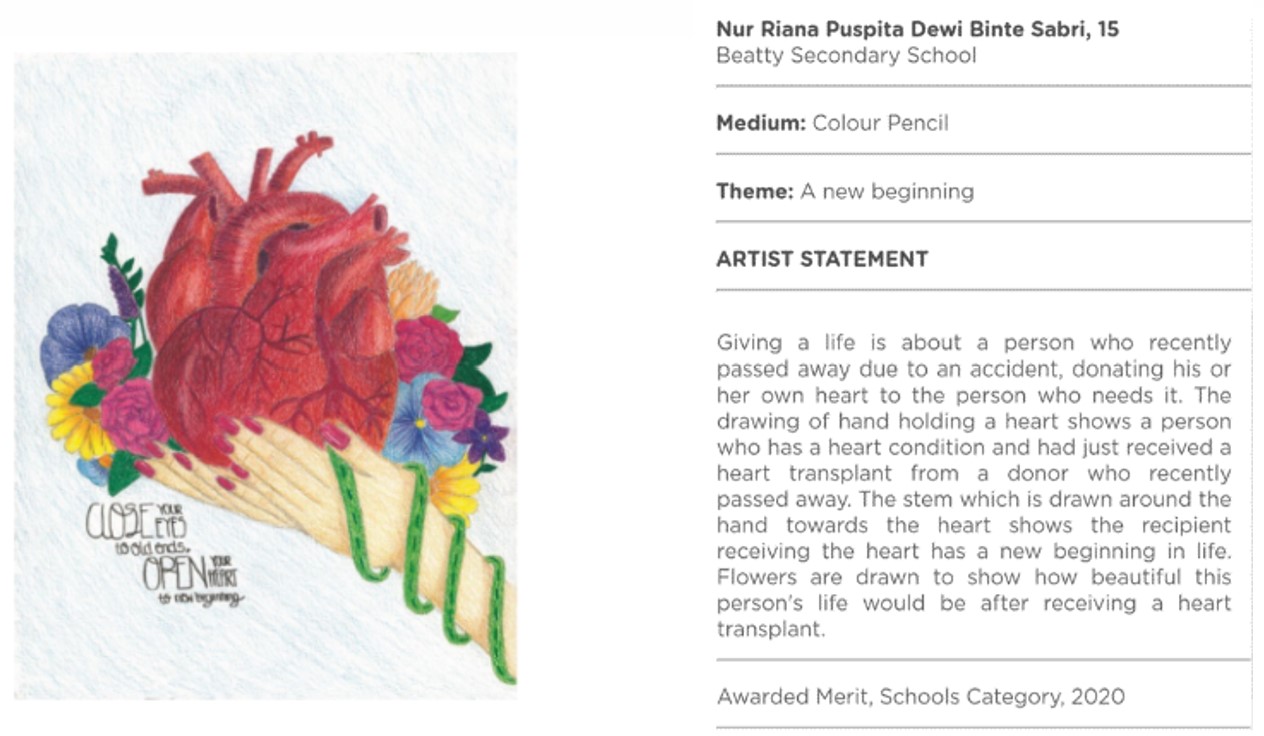 Nur Riana Puspita Dewi Binte Sabri, 15
Beatty Secondary School
Medium: Colour Pencil
Theme: A new beginning
ARTIST STATEMENT
Giving a life is about a person who recently
passed away due to an accident, donating his or
her own heart to the person who needs it. The
drawing of hand holding a heart shows a person
who has a heart condition and had just received a
heart transplant from a donor who recently
passed away. The stem which is drawn around the
hand towards the heart shows the recipient
receiving the heart has a new beginning in life.
Flowers are drawn to show how beautiful this
person's life would be after receiving a heart
transplant.
Awarded Merit, Schools Category, 2020
CLOSE YOUR EYES
to old ends.
OPEN YOUR HEART
to new beginning